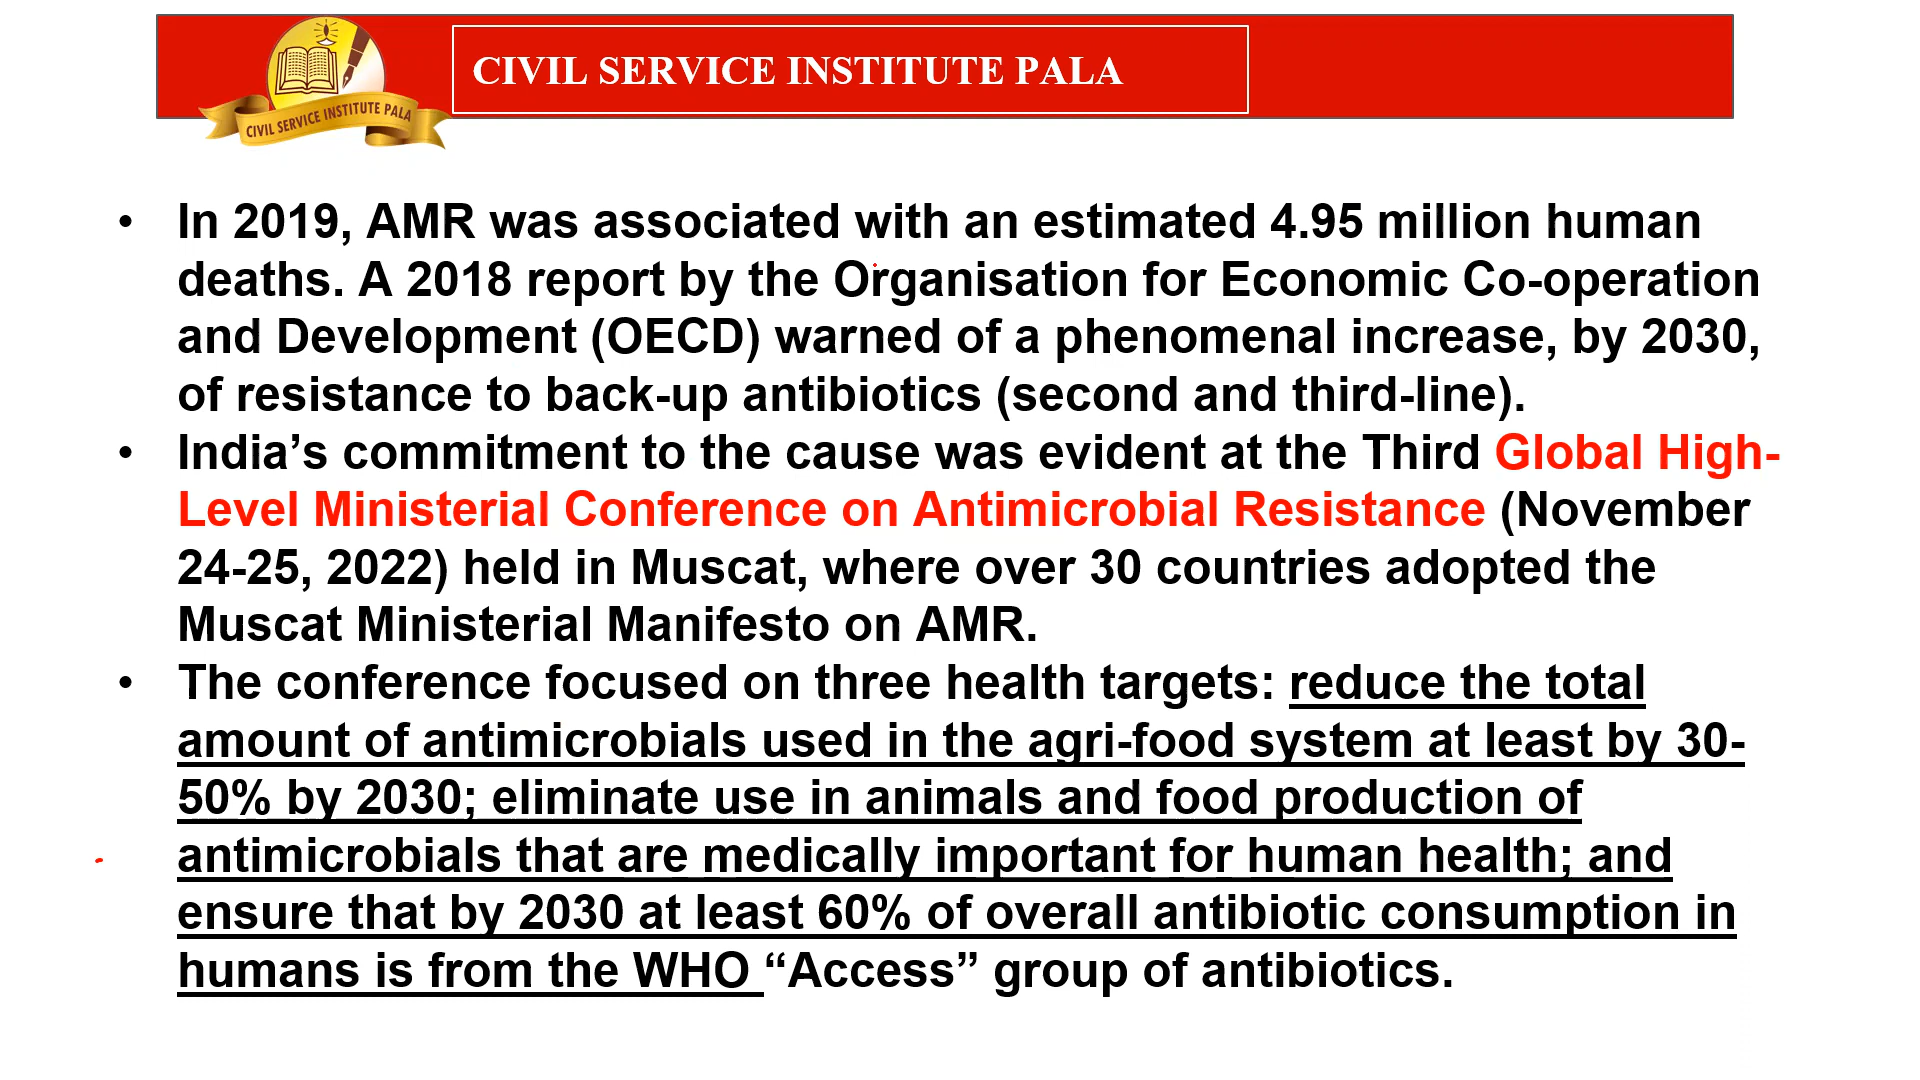 CIVIL SERVICE INSTITUTE PALA
CIVIL SERVICE INSTITUTE PALA
• In 2019, AMR was associated with an estimated 4.95 million human
deaths. A 2018 report by the Organisation for Economic Co-operation
and Development (OECD) warned of a phenomenal increase, by 2030,
of resistance to back-up antibiotics (second and third-line).
• India’s commitment to the cause was evident at the Third Global High-
Level Ministerial Conference on Antimicrobial Resistance (November
24-25, 2022) held in Muscat, where over 30 countries adopted the
Muscat Ministerial Manifesto on AMR.
• The conference focused on three health targets: reduce the total
amount of antimicrobials used in the agri-food system at least by 30-
50% by 2030; eliminate use in animals and food production of
antimicrobials that are medically important for human health; and
ensure that by 2030 at least 60% of overall antibiotic consumption in
humans is from the WHO “Access” group of antibiotics.